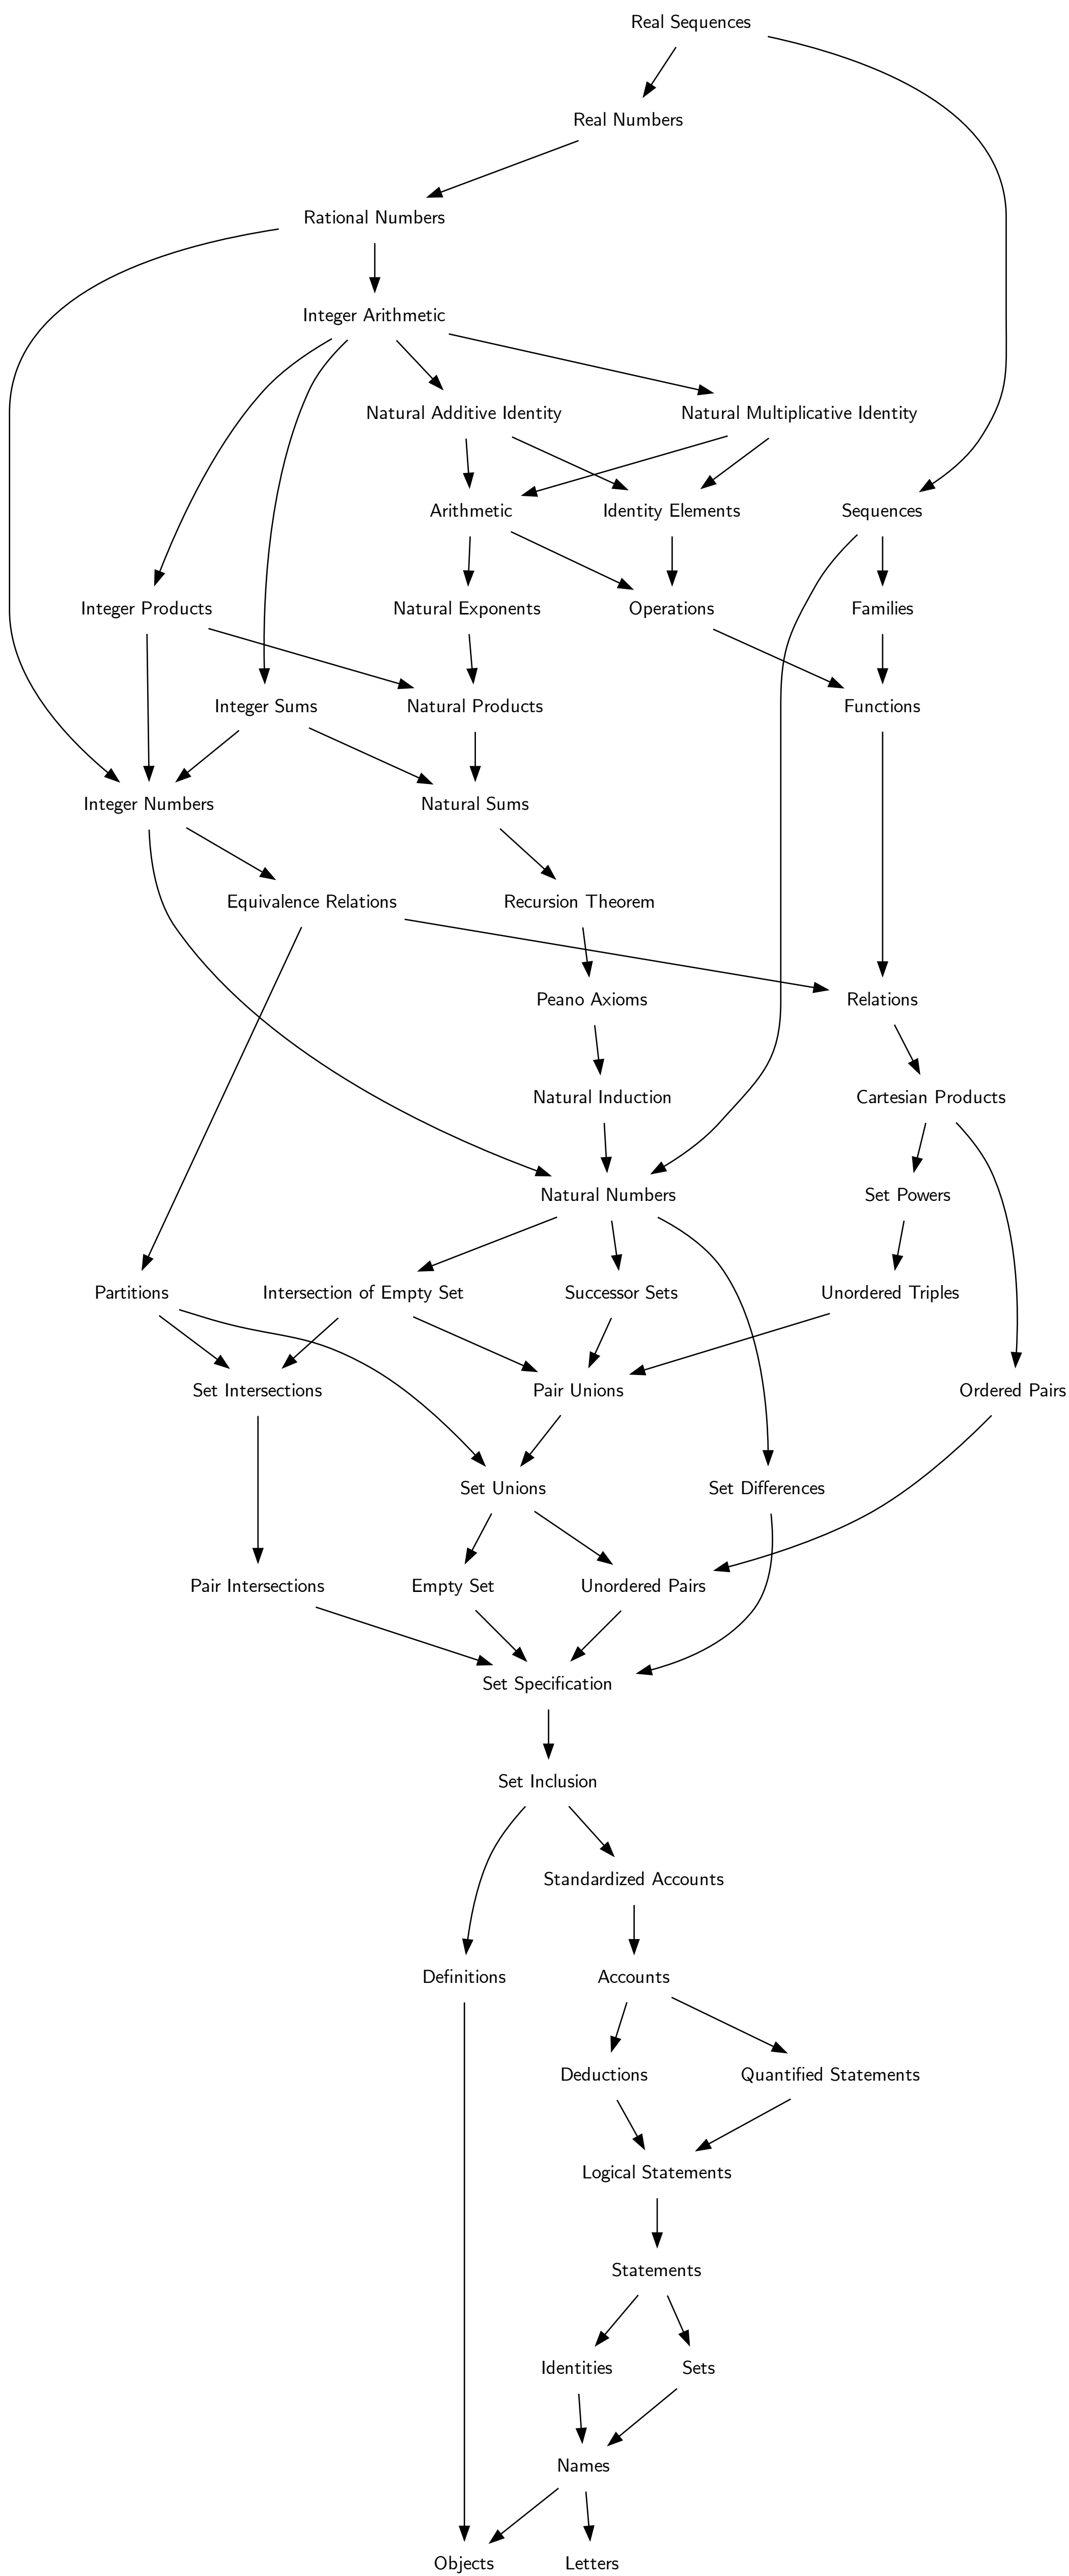 Real Sequences
Real Numbers
Rational Numbers
Integer Arithmetic
Natural Additive Identity
Natural Multiplicative Identity
Arithmetic
Identity Elements
Sequences
Integer Products
Natural Exponents
Operations
Families
Integer Sums
Natural Products
Functions
Integer Numbers
Natural Sums
Equivalence Relations
Recursion Theorem
Peano Axioms
Relations
Natural Induction
Cartesian Products
Natural Numbers
Set Powers
Partitions
Intersection of Empty Set
Successor Sets
Unordered Triples
Set Intersections
Pair Unions
Ordered Pairs
Set Unions
Set Differences
Pair Intersections
Empty Set
Unordered Pairs
Set Specification
Set Inclusion
Standardized Accounts
Definitions
Accounts
Deductions
Quantified Statements
Logical Statements
Statements
Identities
Sets
Names
Objects
Letters